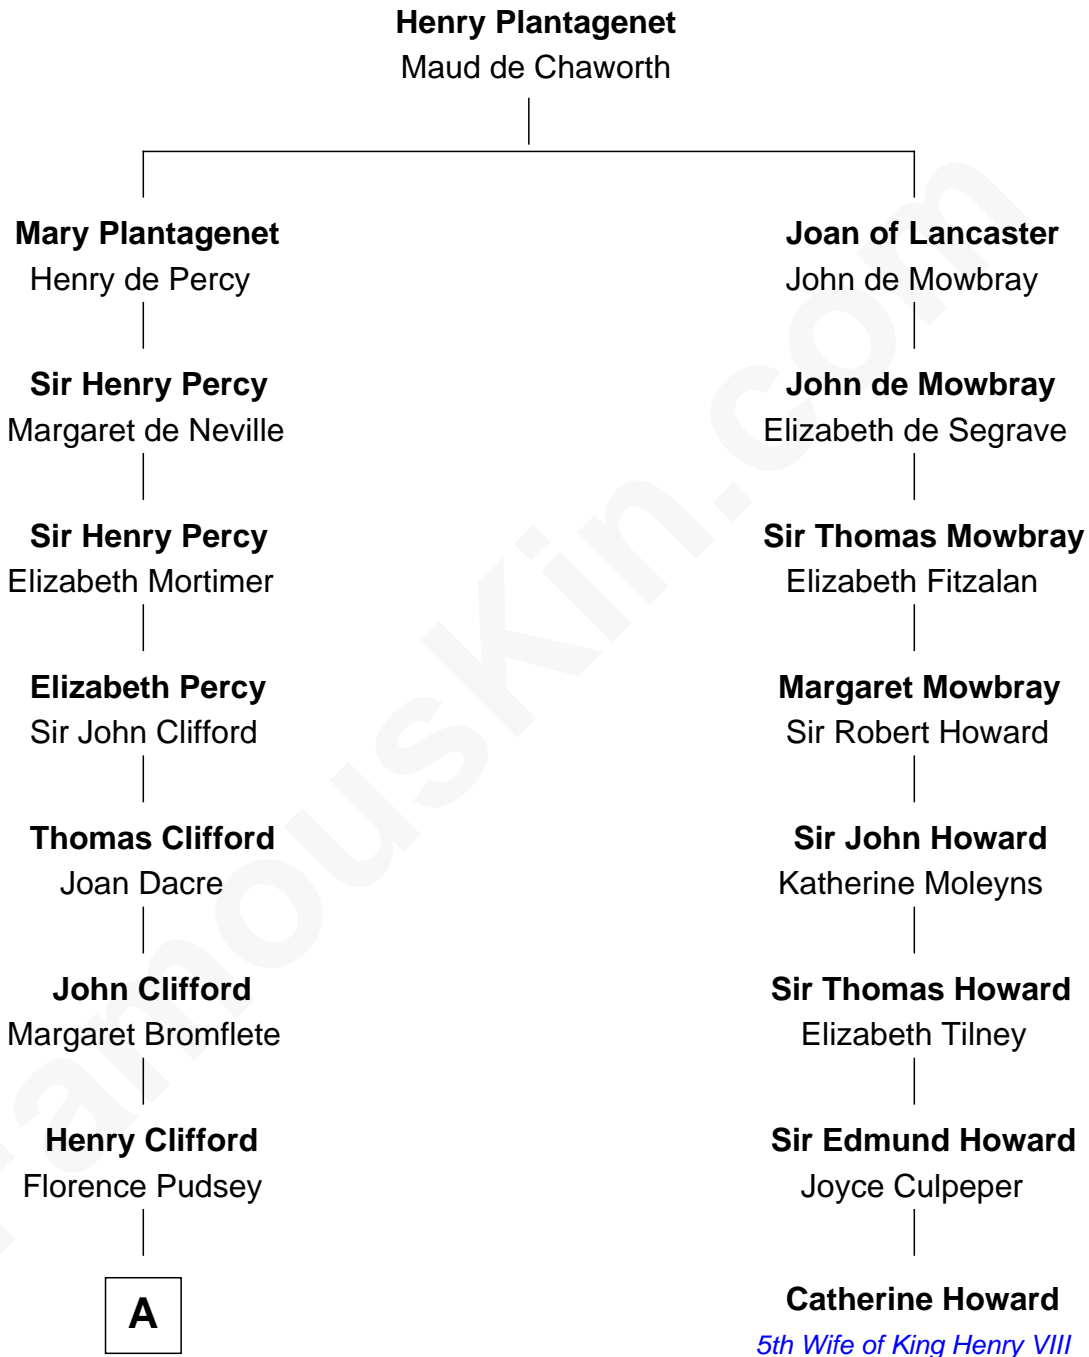 Henry Plantagenet
Maud de Chaworth
Mary Plantagenet
Henry de Percy
Joan of Lancaster
John de Mowbray
Sir Henry Percy
Margaret de Neville
John de Mowbray
Elizabeth de Segrave
Sir Henry Percy
Elizabeth Mortimer
Sir Thomas Mowbray
Elizabeth Fitzalan
Elizabeth Percy
Sir John Clifford
Margaret Mowbray
Sir Robert Howard
Thomas Clifford
Joan Dacre
Sir John Howard
Katherine Moleyns
John Clifford
Margaret Bromflete
Sir Thomas Howard
Elizabeth Tilney
Henry Clifford
Florence Pudsey
Sir Edmund Howard
Joyce Culpeper
A
Catherine Howard
5th Wife of King Henry VIII
FamousKin.com